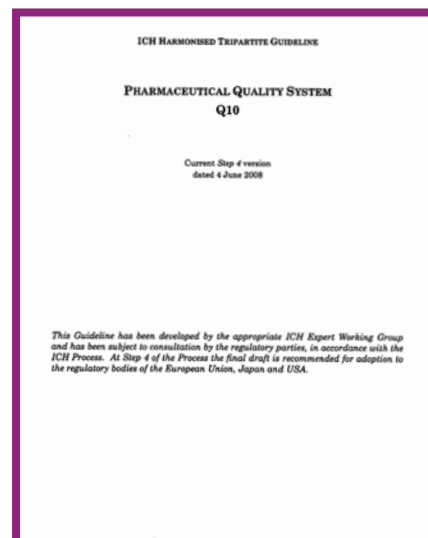 ICH HARMONISED TRIPARTITE GUIDELINE
PHARMACEUTICAL QUALITY SYSTEM
Q10
Current Step 4 version
dated 4 June 2008
This Guideline has been developed by the appropriate ICH Expert Working Group
and has been subject to consultation by the regulatory parties, in accordance with the
ICH Process. At Step 4 of the Process the final draft is recommended for adoption to
the regulatory bodies of the European Union, Japan and USA.